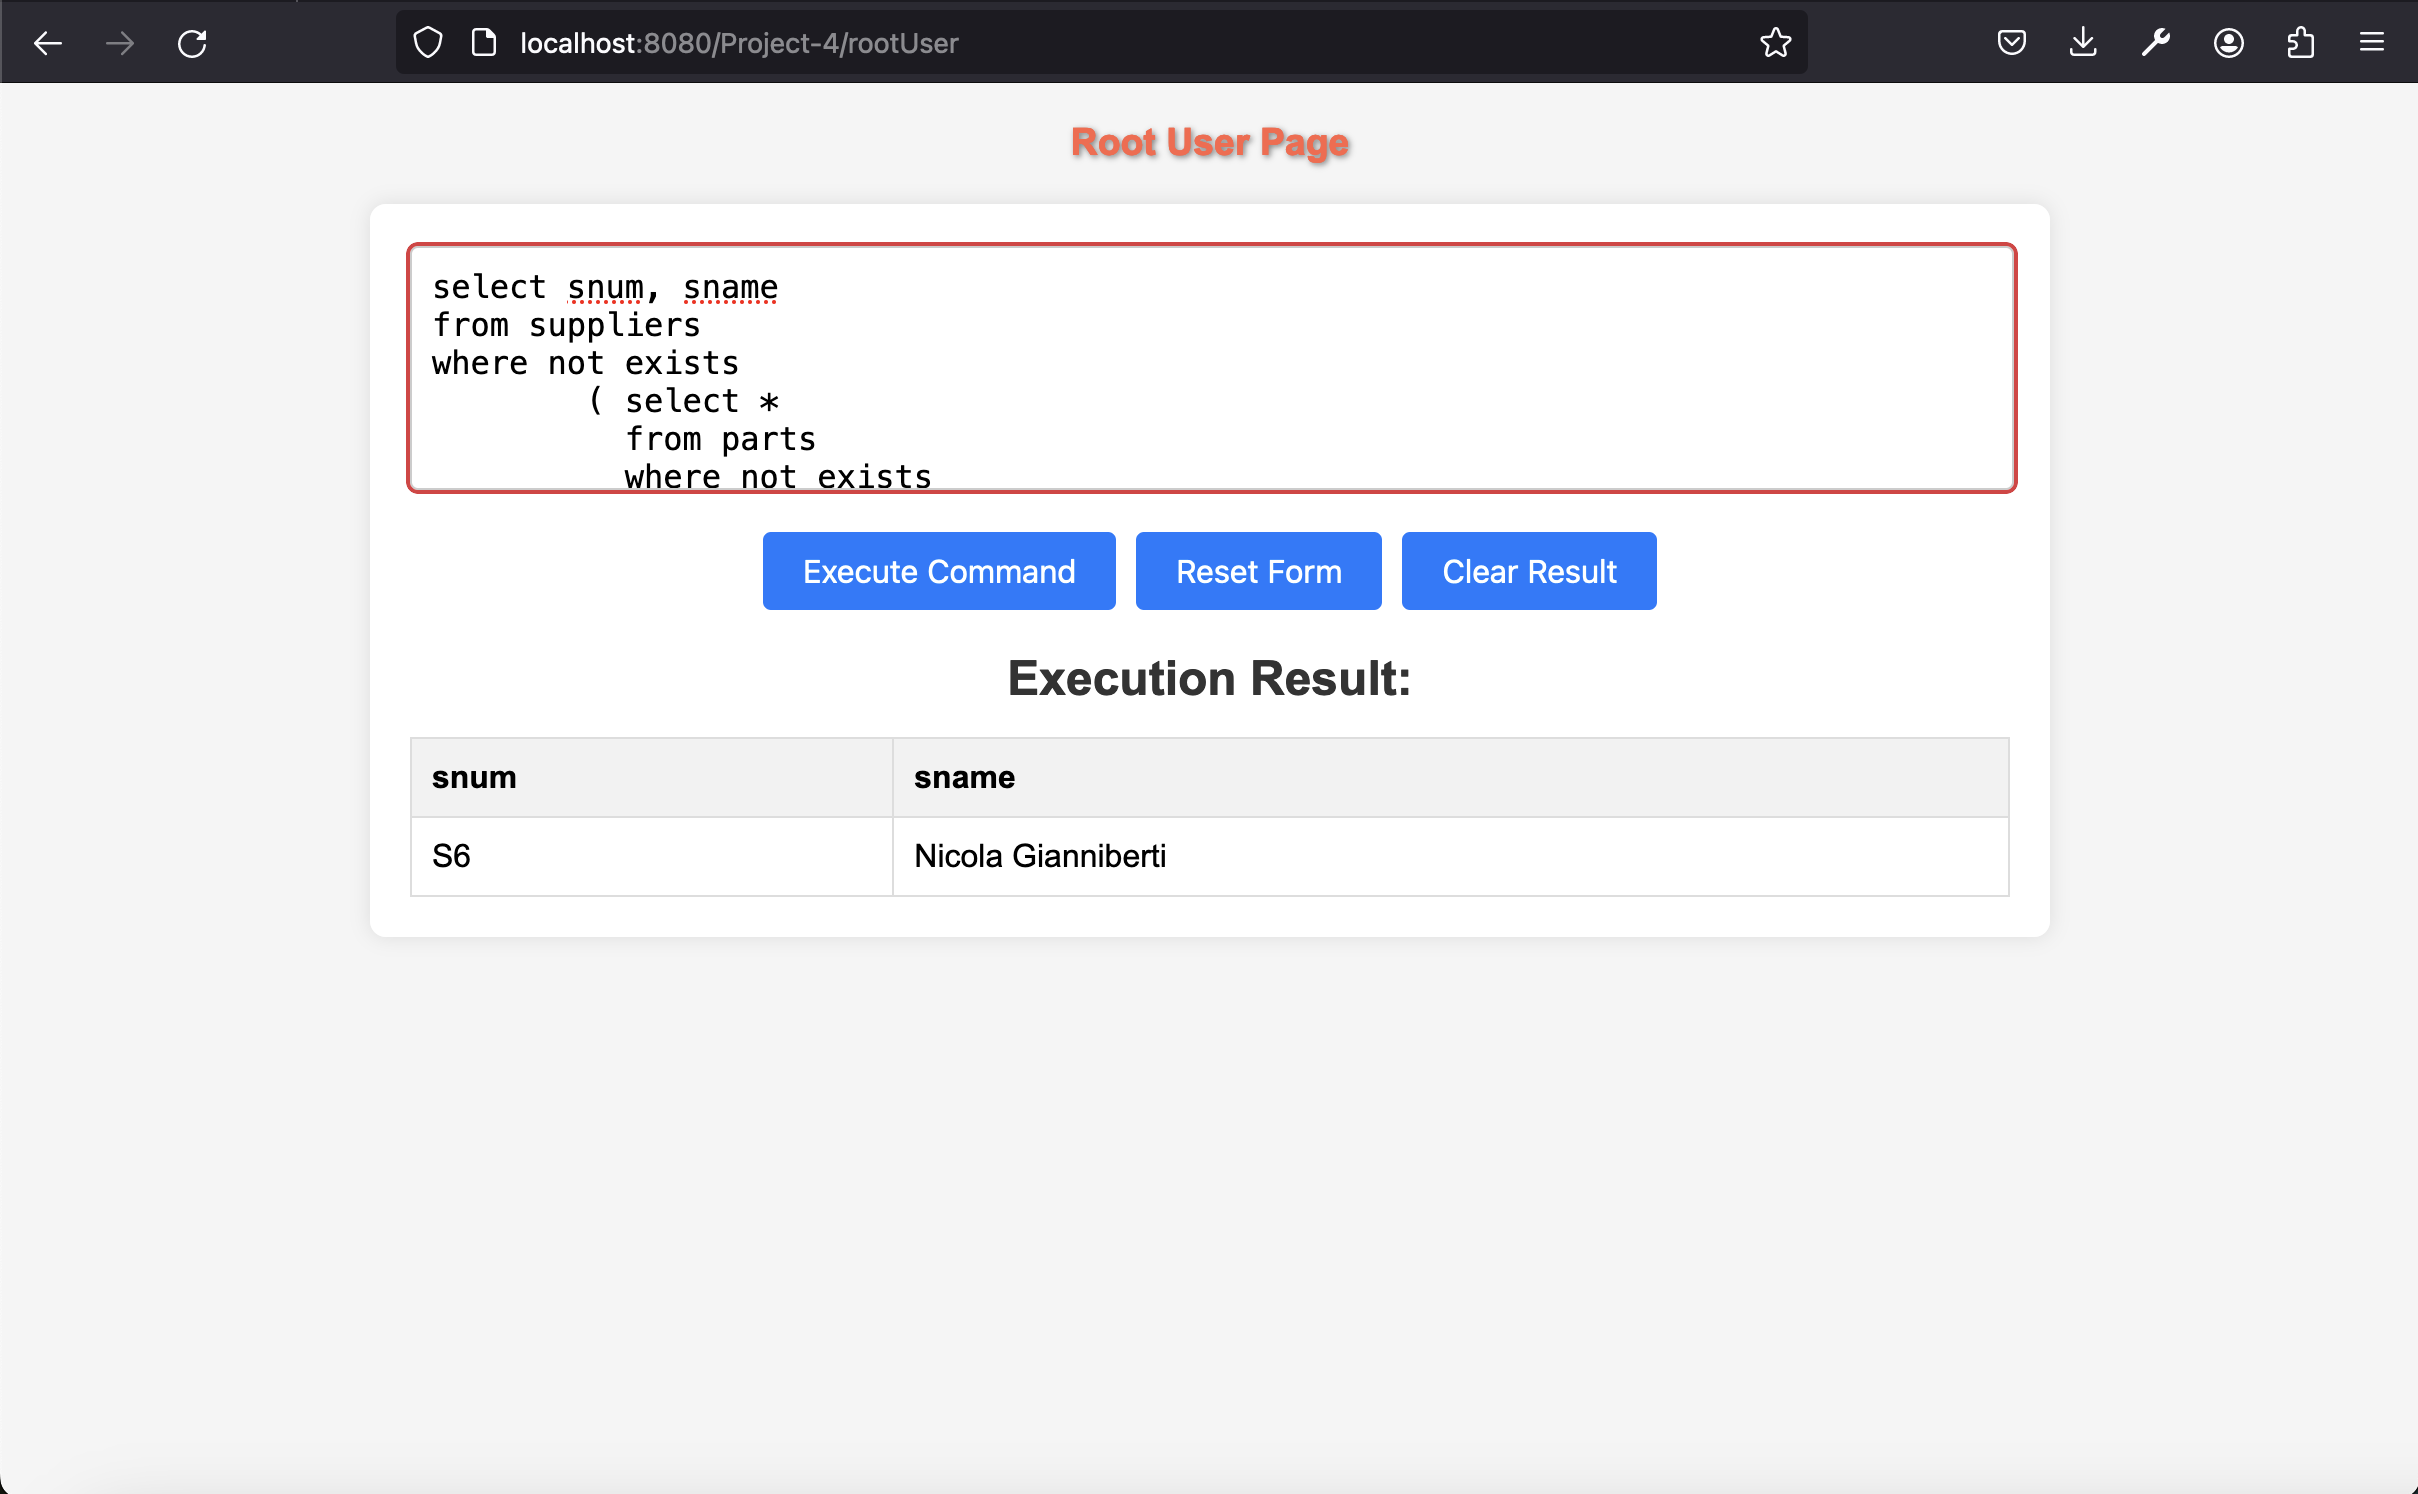 localhost:8080/Project-4/rootUser
Root User Page
select snum, sname
from suppliers
where not exists
( select *
from parts
where not exists
Execute Command
Reset Form
Clear Result
Execution Result:
snum sname
S6 Nicola Gianniberti